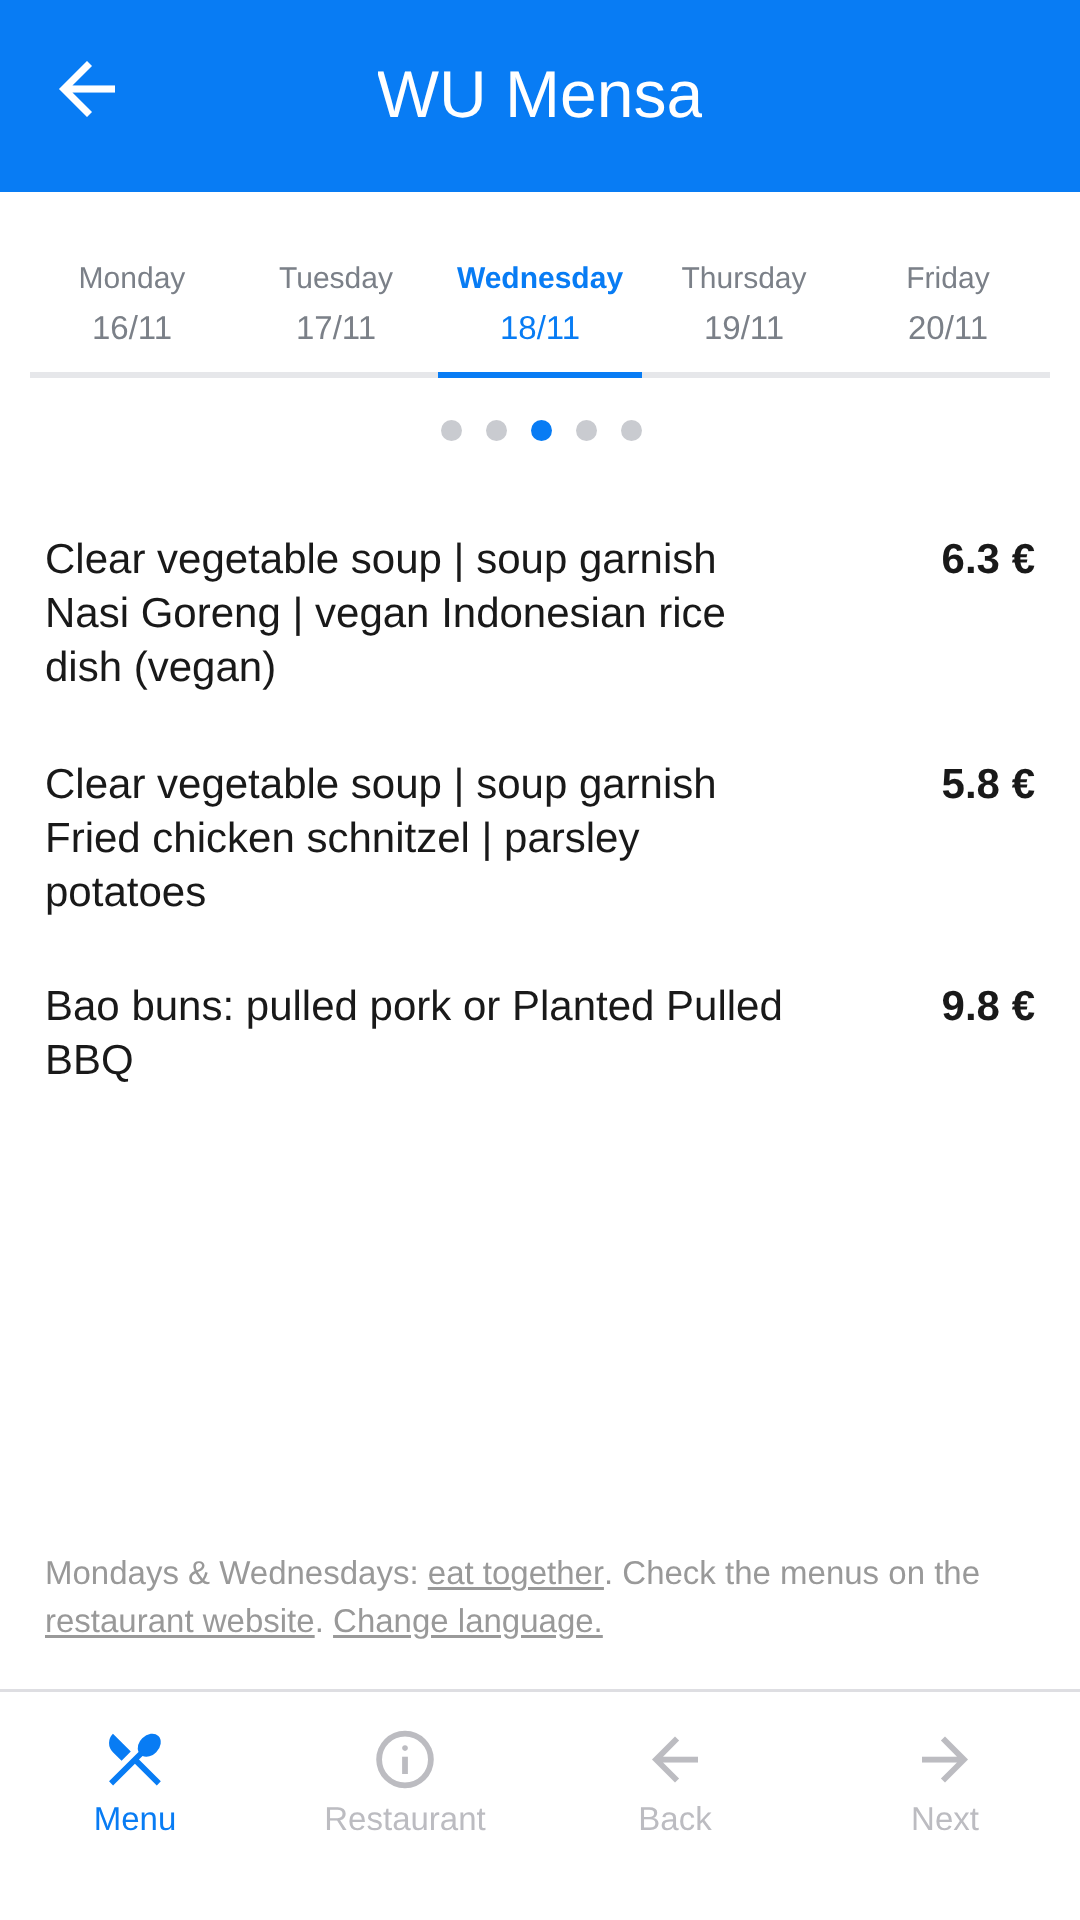 WU Mensa
Monday Tuesday Wednesday Thursday Friday
16/11 17/11 18/11 19/11 20/11
Clear vegetable soup | soup garnish 6.3 €
Nasi Goreng | vegan Indonesian rice
dish (vegan)
Clear vegetable soup | soup garnish 5.8 €
Fried chicken schnitzel | parsley
potatoes
Bao buns: pulled pork or Planted Pulled 9.8 €
BBQ
Mondays & Wednesdays: eat together. Check the menus on the
restaurant website. Change language.
Menu Restaurant Back Next